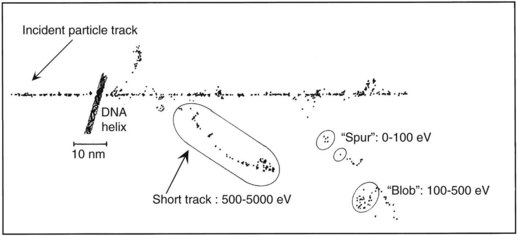 Incident particle track
DNA
helix
10 nm
Short track : 500-5000 eV
“Spur”: 0-100 eV
“Blob”: 100-500 eV